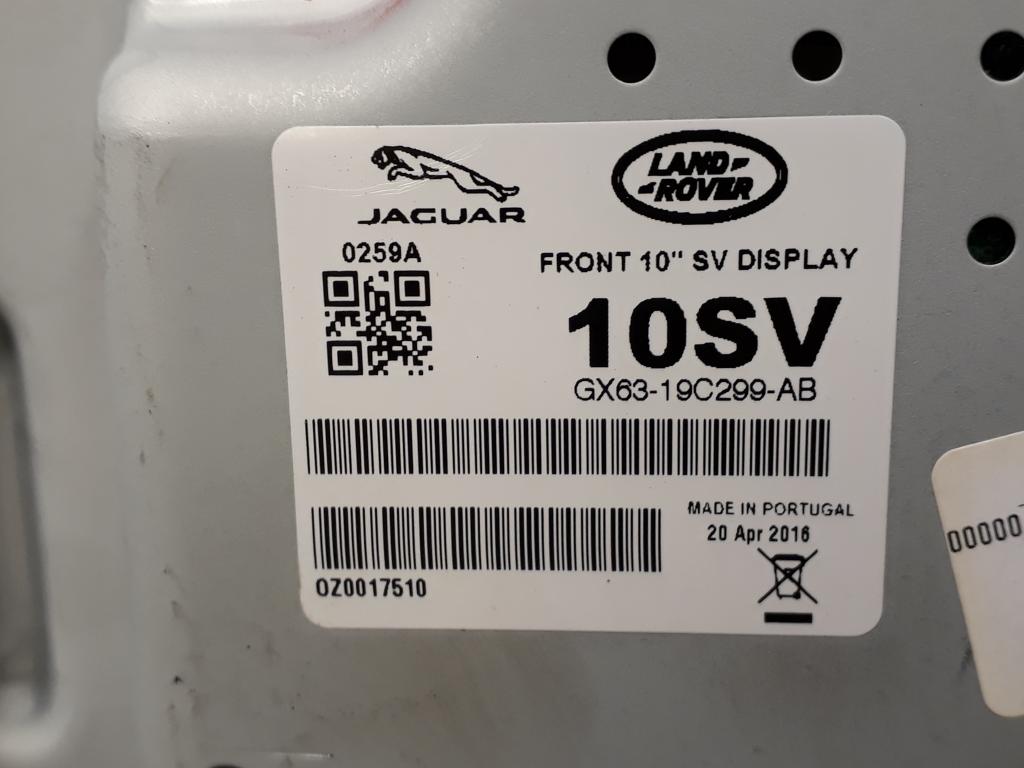 JAGUAR
LAND
ROVER
0259A
FRONT 10" SV DISPLAY
10SV
GX63-19C299-AB
MADE IN PORTUGAL
20 Apr 2016
0Z0017510
00000